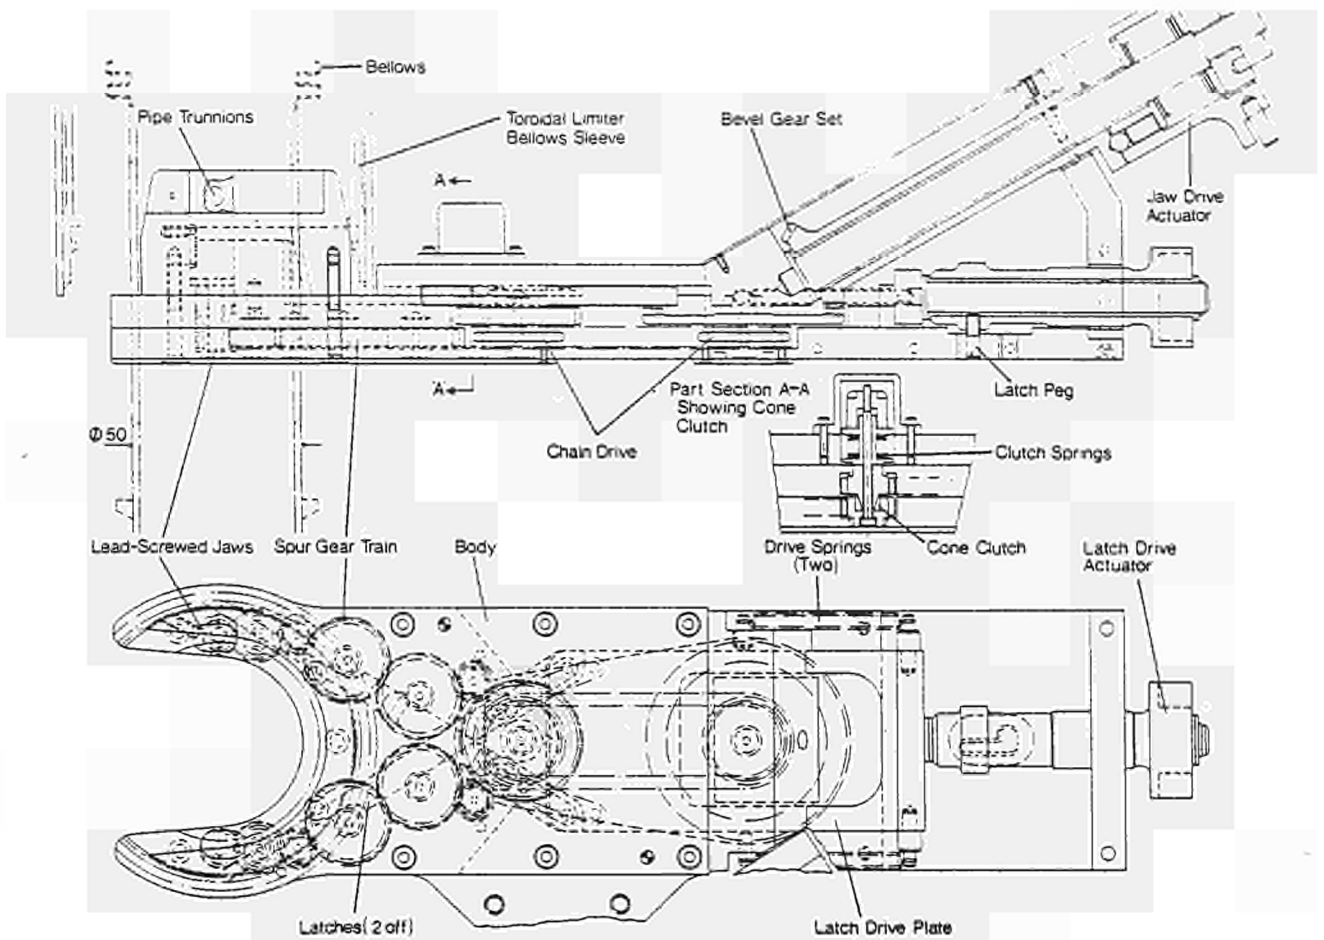 Bellows
Pipe Trunnions
Toroidal Limiter
Bellows Sleeve
Bevel Gear Set
A
Jaw Drive
Actuator
A
Part Section A-A
Showing Cone
Clutch
Latch Peg
Φ50
Chain Drive
Clutch Springs
Lead-Screwed Jaws
Spur Gear Train
Body
Drive Springs
(Two)
Cone Clutch
Latch Drive
Actuator
Latches (2 off)
Latch Drive Plate